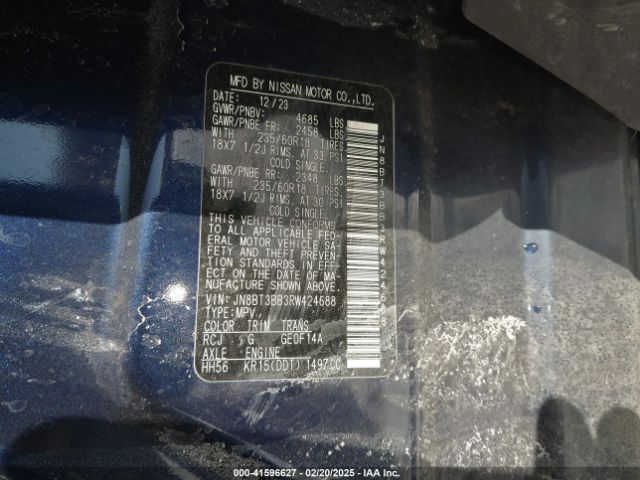 MFD BY NISSAN MOTOR CO.,LTD.
DATE: 12/23
GVWR/PNBV: 4685 LBS
GAWR/PNBE FR: 2458 LBS
WITH 235/60R18 TIRES
18X7 1/2J RIMS. AT 33 PSI
COLD SINGLE.
GAWR/PNBE RR: 2348 LBS
WITH 235/60R18 TIRES
18X7 1/2J RIMS. AT 30 PSI
COLD SINGLE.
THIS VEHICLE CONFORMS
TO ALL APPLICABLE FED-
ERAL MOTOR VEHICLE SA-
FETY AND THEFT PREVEN-
TION STANDARDS IN EFFECT
ON THE DATE OF MA-
NUFACTURE SHOWN ABOVE.
VIN: JN8BT3BB3RW424688
TYPE:MPV.
COLOR TRIM TRANS
RCJ G GE0F14A
AXLE ENGINE
HH56 KR15(DDT) 1497CC
00-41596627 - 02/20/2025 - IAA Inc.